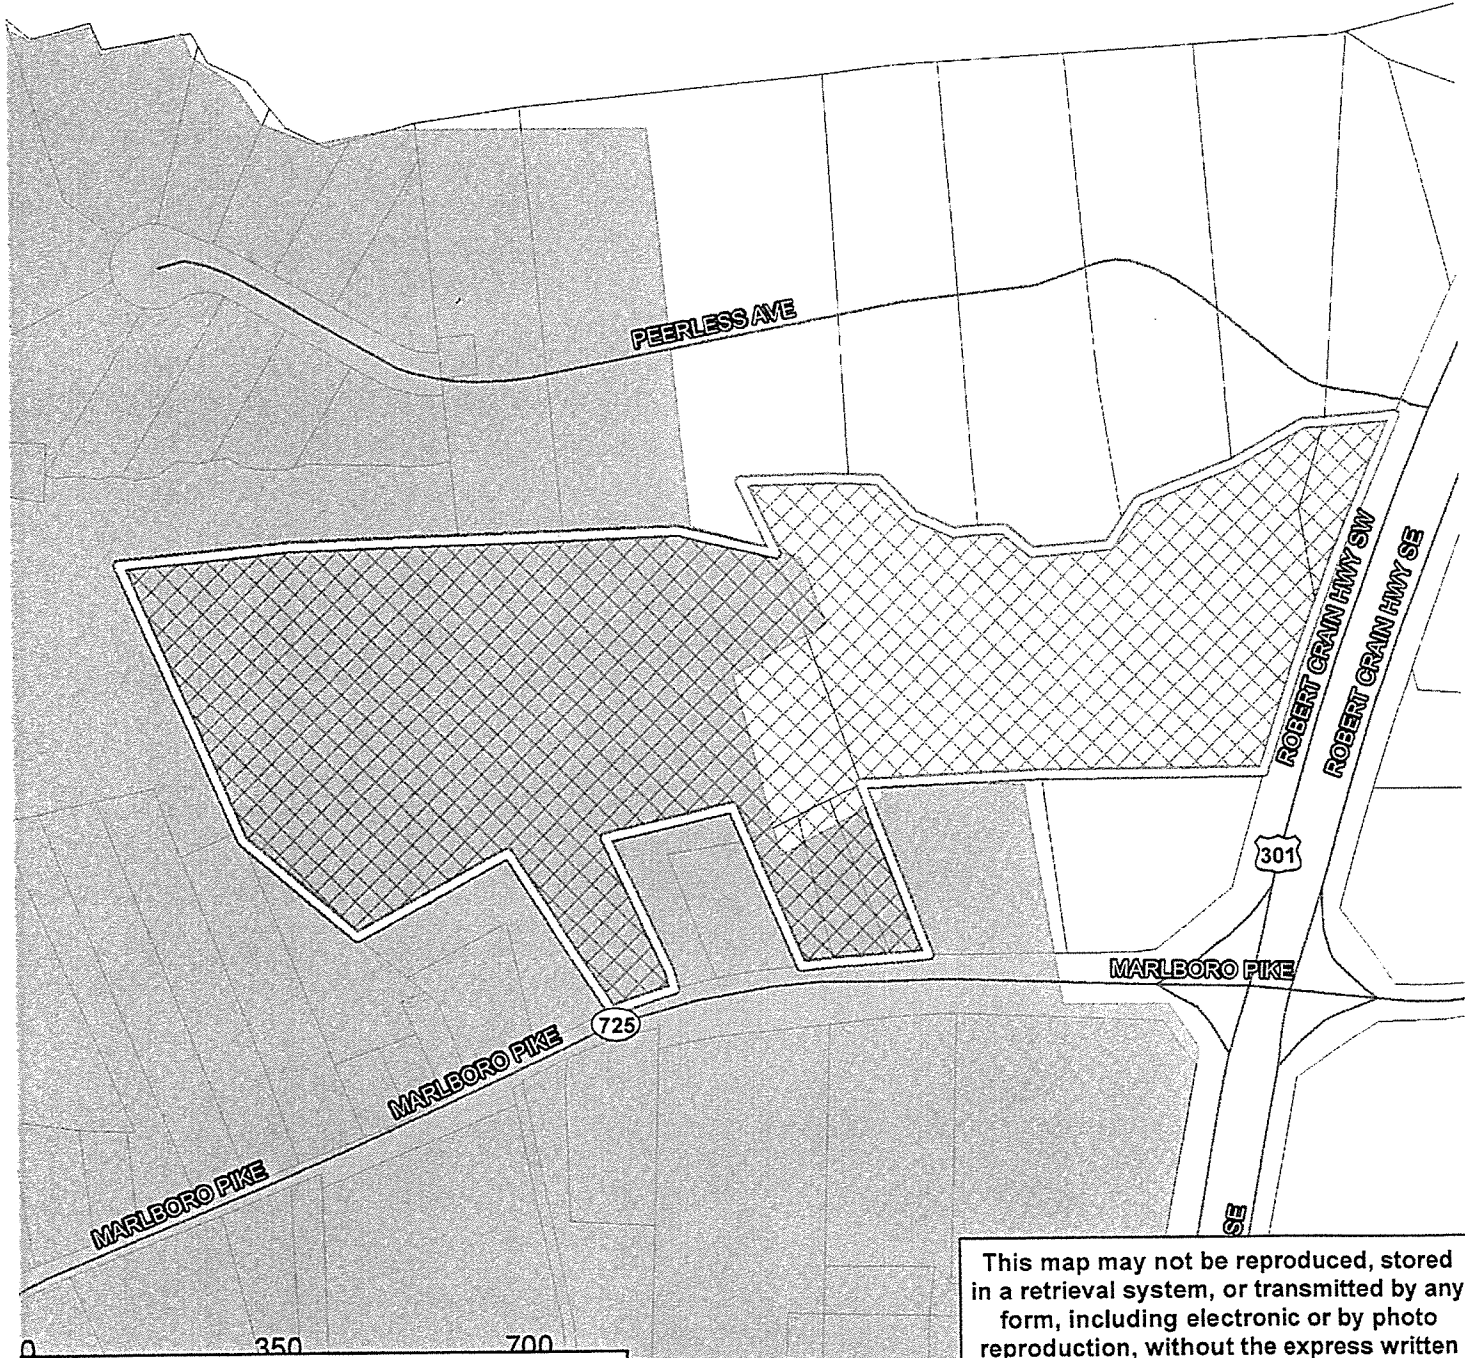 PEERLESS AVE
ROBERT CRAIN HWY SW
ROBERT CRAIN HWY SE
301
MARLBORO PIKE
725
MARLBORO PIKE
MARLBORO PIKE
SE
This map may not be reproduced, stored
in a retrieval system, or transmitted by any
form, including electronic or by photo
reproduction, without the express written
0 350 700